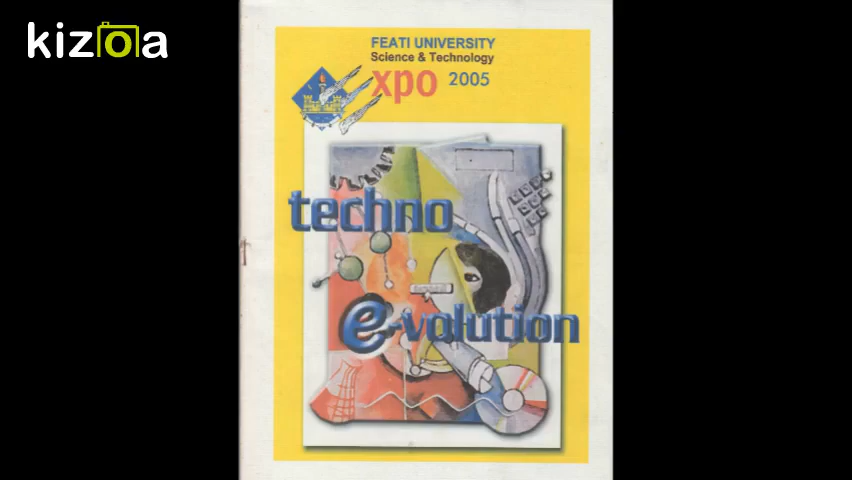 kizoa
FEATI UNIVERSITY
Science & Technology
xpo 2005
techno
e-volution